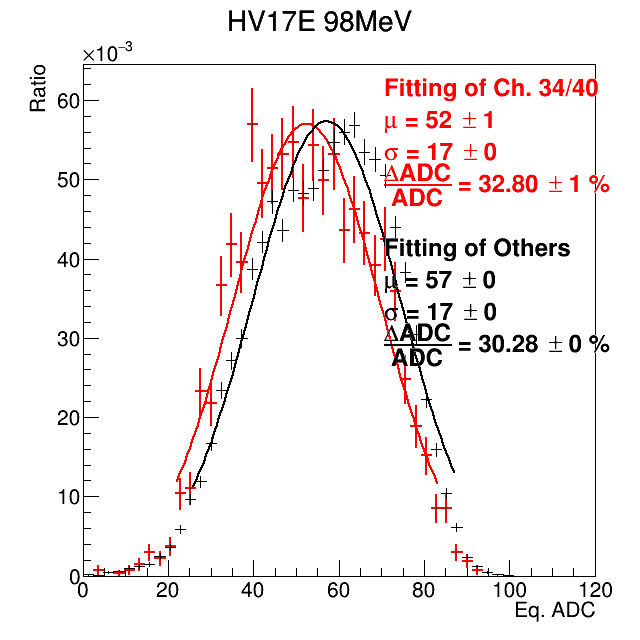 HV17E 98MeV
×10⁻³
Ratio
60
50
40
30
20
10
0
Fitting of Ch. 34/40
μ = 52 ± 1
σ = 17 ± 0
ΔADC/ADC = 32.80 ± 1 %
Fitting of Others
μ = 57 ± 0
σ = 17 ± 0
ΔADC/ADC = 30.28 ± 0 %
0 20 40 60 80 100 120
Eq. ADC